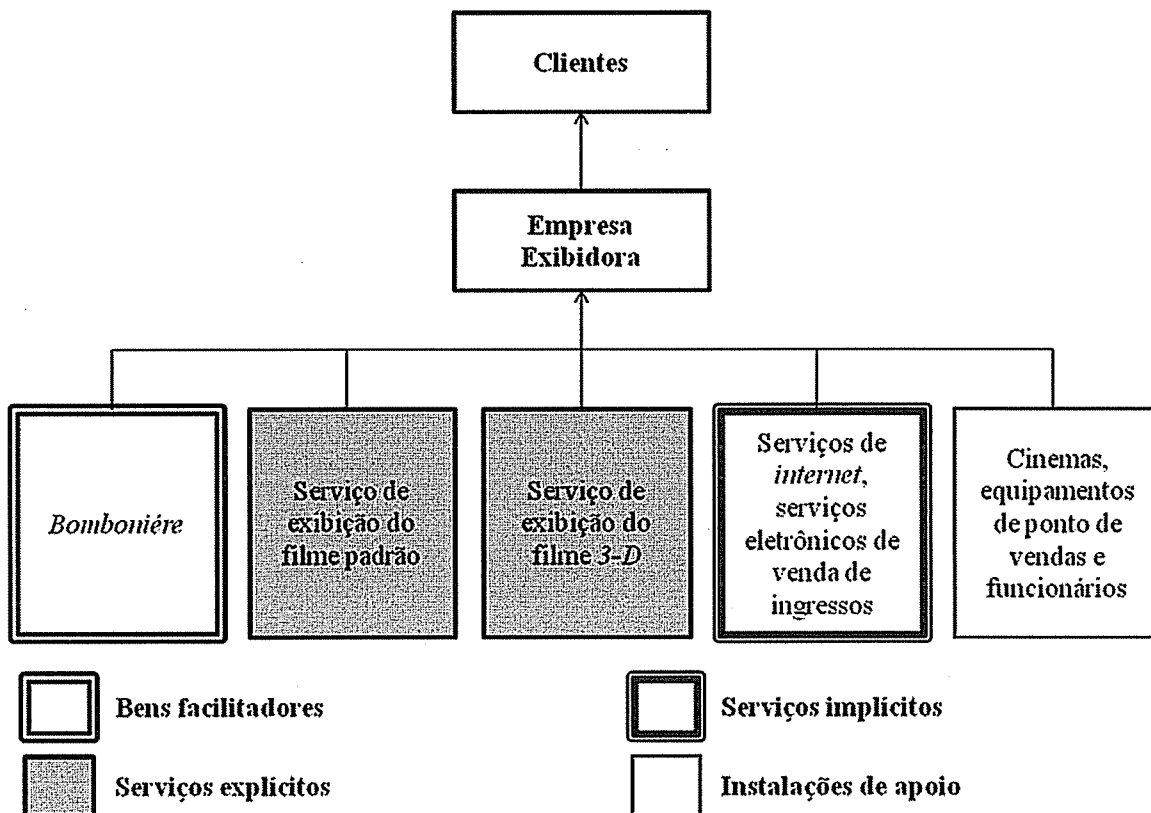 Clientes
Empresa
Exibidora
Bomboniére
Serviço de
exibição do
filme padrão
Serviço de
exibição do
filme 3-D
Serviços de
internet,
serviços
eletrônicos de
venda de
ingressos
Cinemas,
equipamentos
de ponto de
vendas e
funcionários
Bens facilitadores
Serviços implícitos
Serviços explícitos
Instalações de apoio